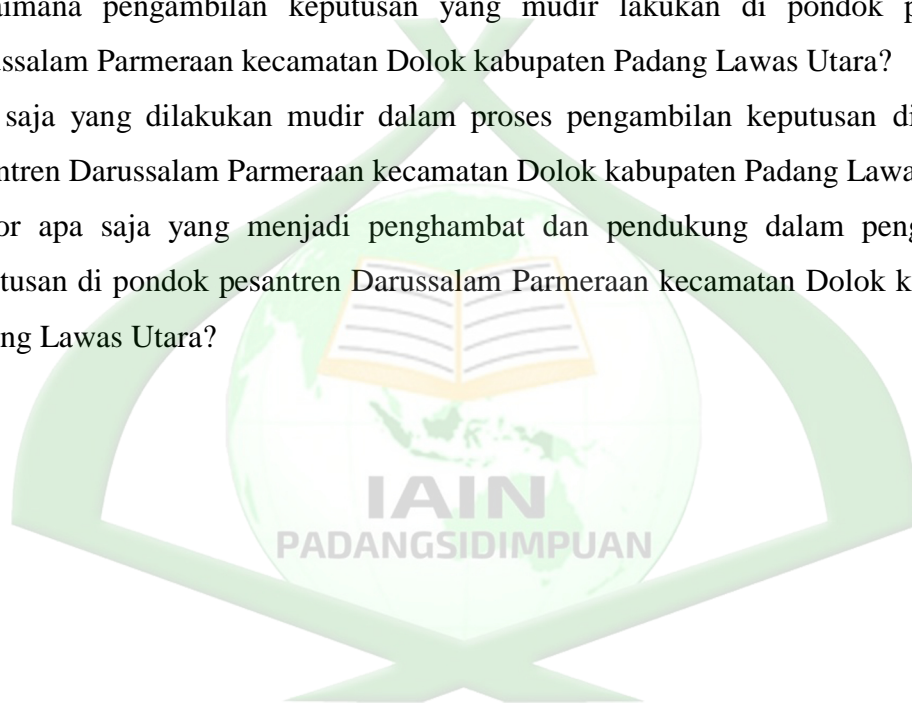 aimana pengambilan keputusan yang mudir lakukan di pondok p
ussalam Parmeraan kecamatan Dolok kabupaten Padang Lawas Utara?
saja yang dilakukan mudir dalam proses pengambilan keputusan di
ntren Darussalam Parmeraan kecamatan Dolok kabupaten Padang Lawa
or apa saja yang menjadi penghambat dan pendukung dalam peng
tusan di pondok pesantren Darussalam Parmeraan kecamatan Dolok k
ng Lawas Utara?
IAIN
PADANGSIDIMPUAN